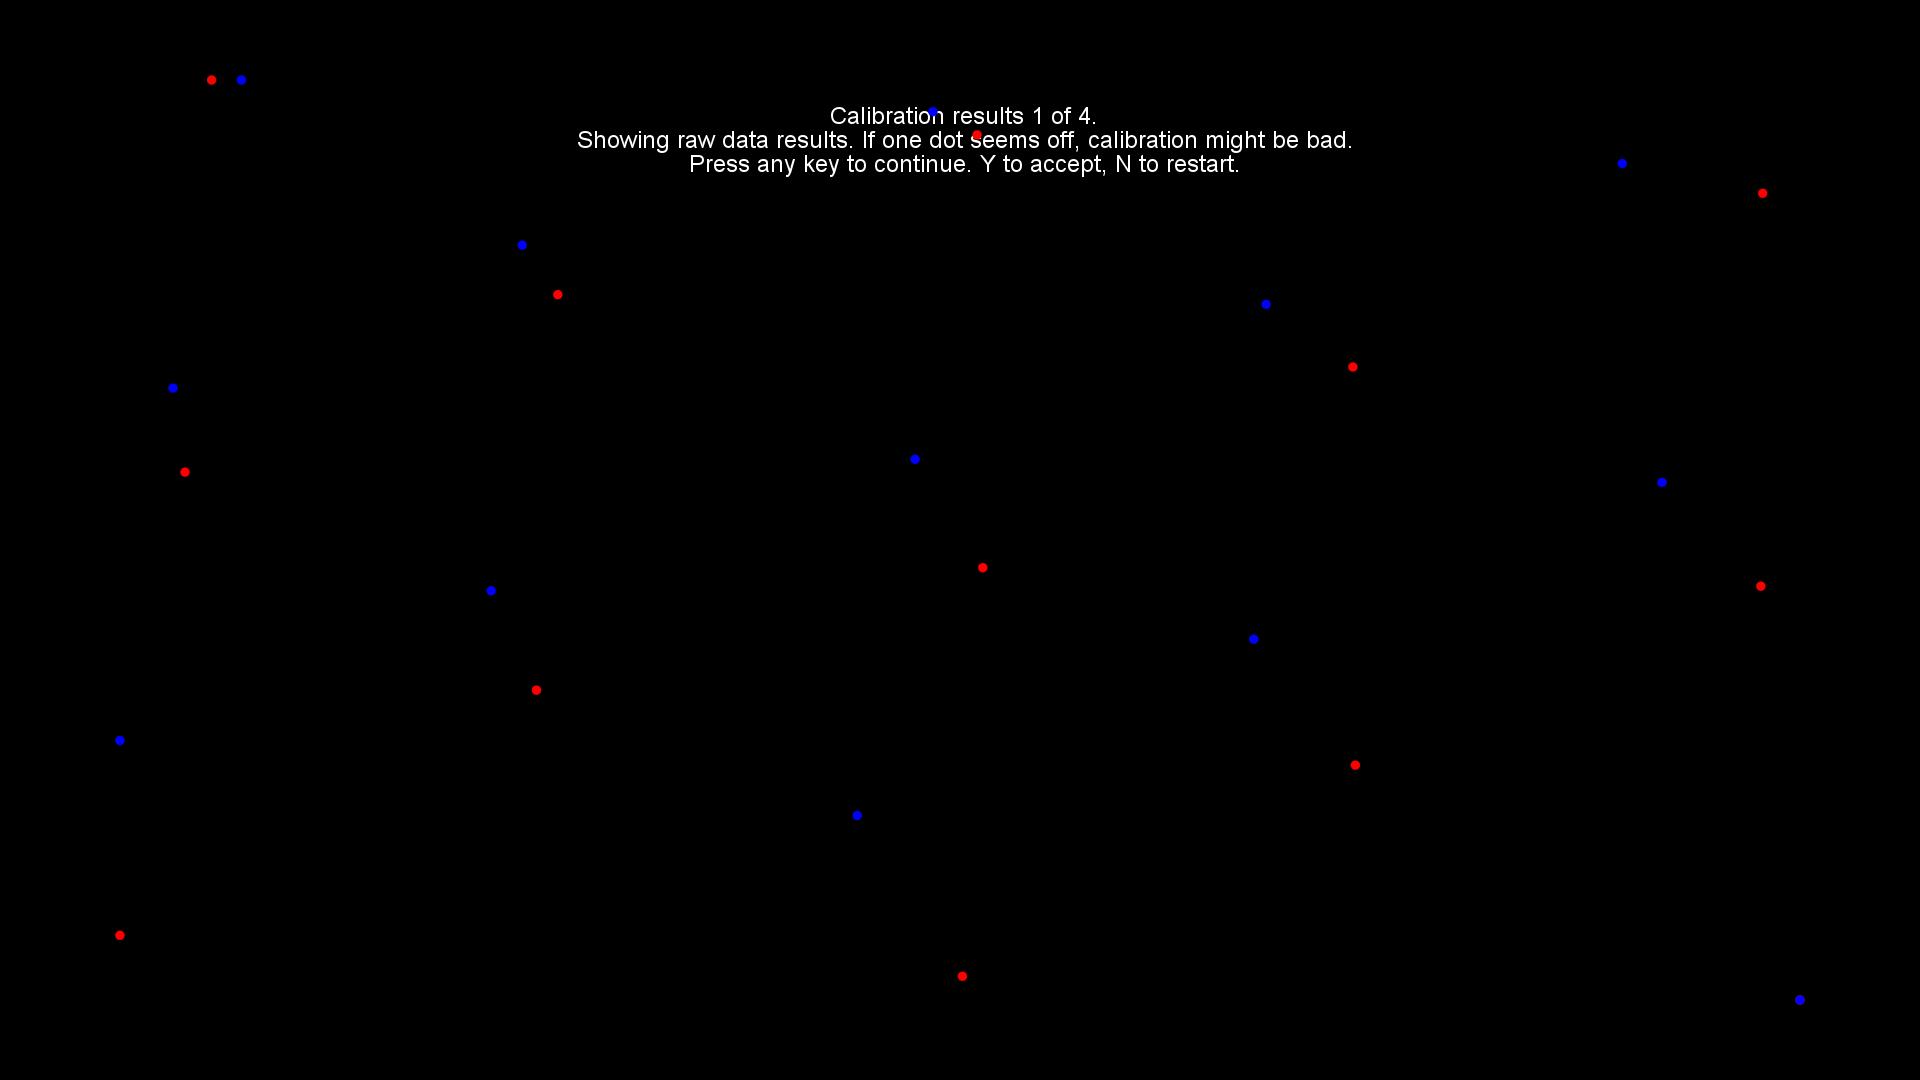 Calibration results 1 of 4.
Showing raw data results. If one dot seems off, calibration might be bad.
Press any key to continue. Y to accept, N to restart.